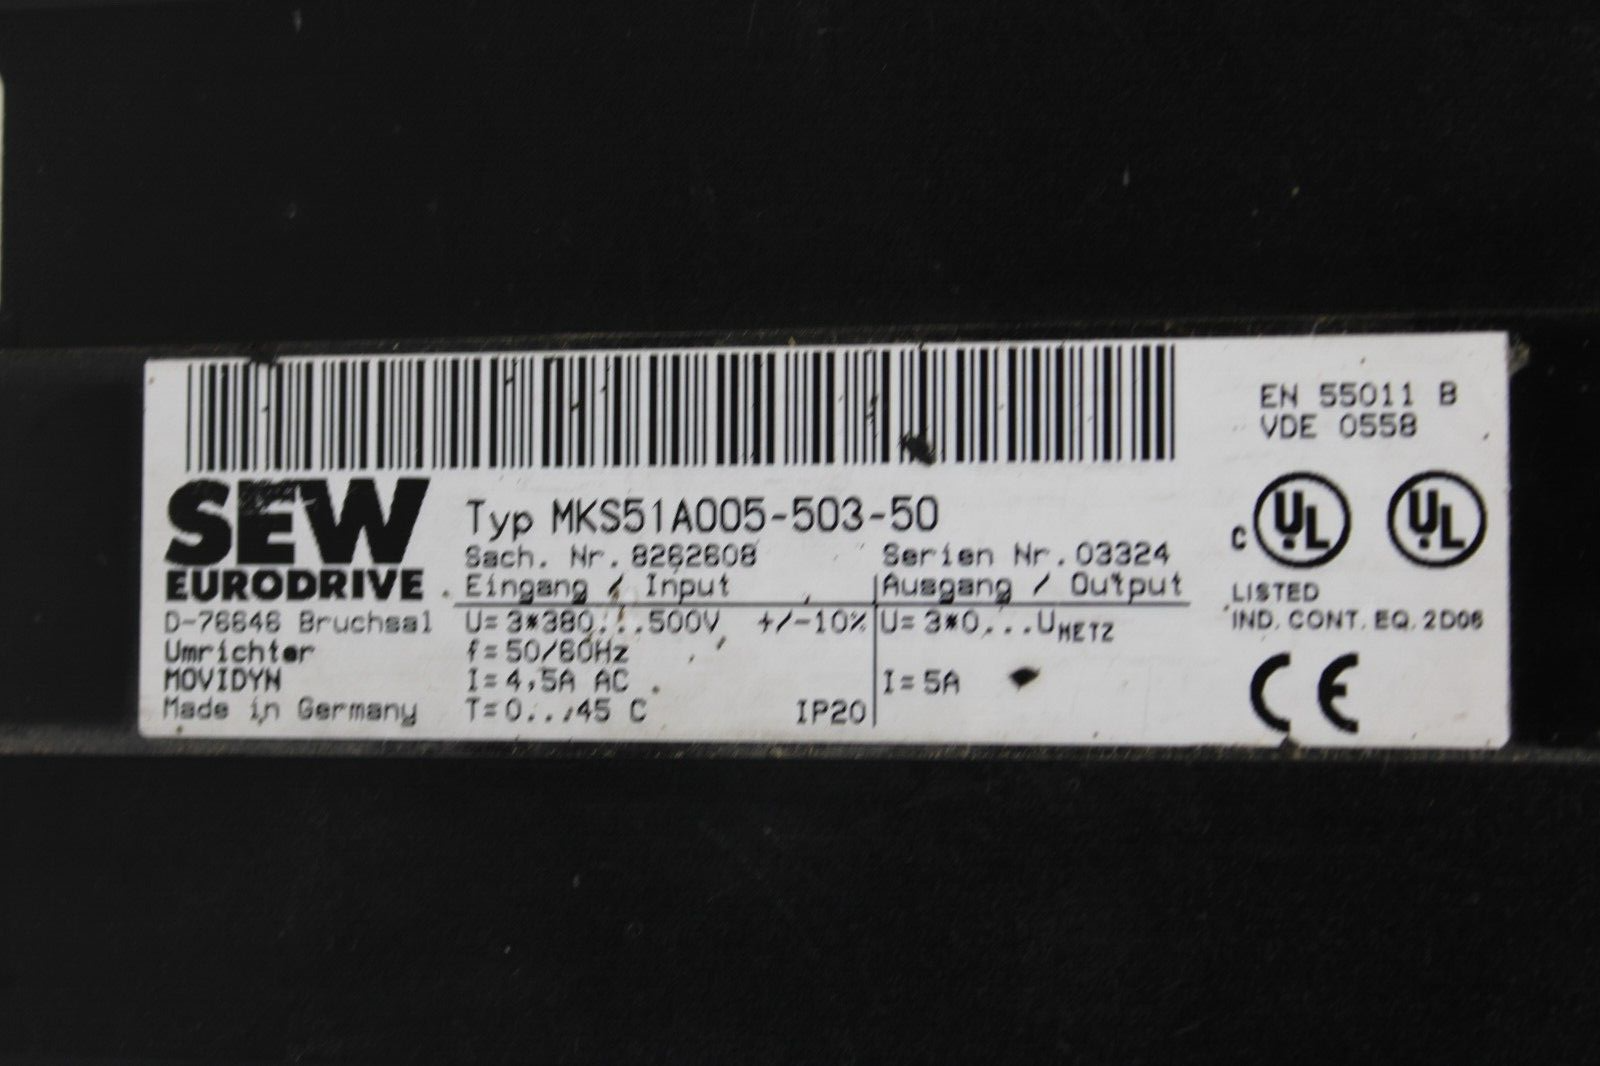 EN 55011 B
VDE 0558
SEW
EURODRIVE
Typ MKS51A005-503-50
Sach. Nr. 8262608 Serien Nr. 03324
Eingang / Input Ausgang / Output
D-76646 Bruchsal U= 3*380...500V +/-10% U= 3*0...UNETZ
Umrichter f= 50/60Hz
MOVIDYN I= 4,5A AC I= 5A
Made in Germany T= 0...45 C IP20
C UL UL
LISTED
IND. CONT. EQ. 2D06
CE